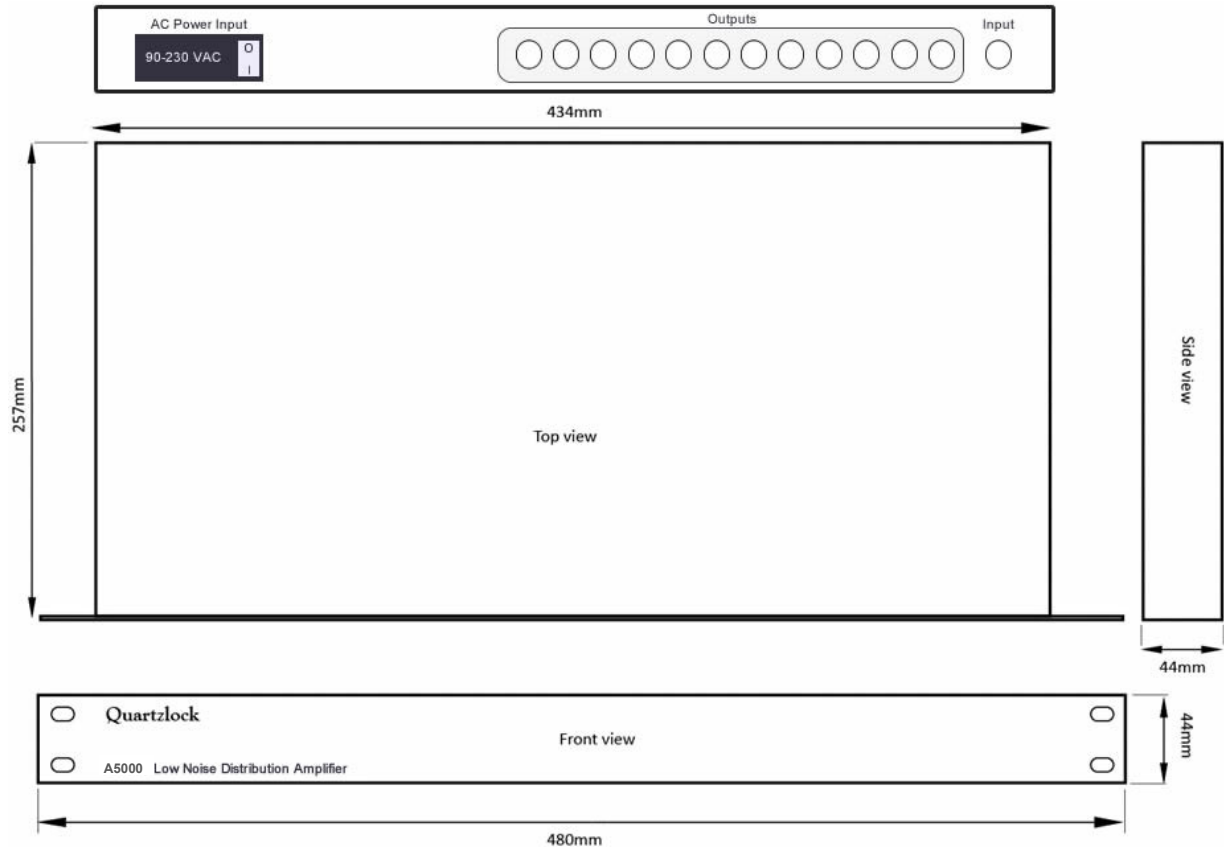 AC Power Input
Outputs
Input
90-230 VAC
O
I
434mm
257mm
Top view
Side view
44mm
Quartzlock
Front view
A5000 Low Noise Distribution Amplifier
44mm
480mm